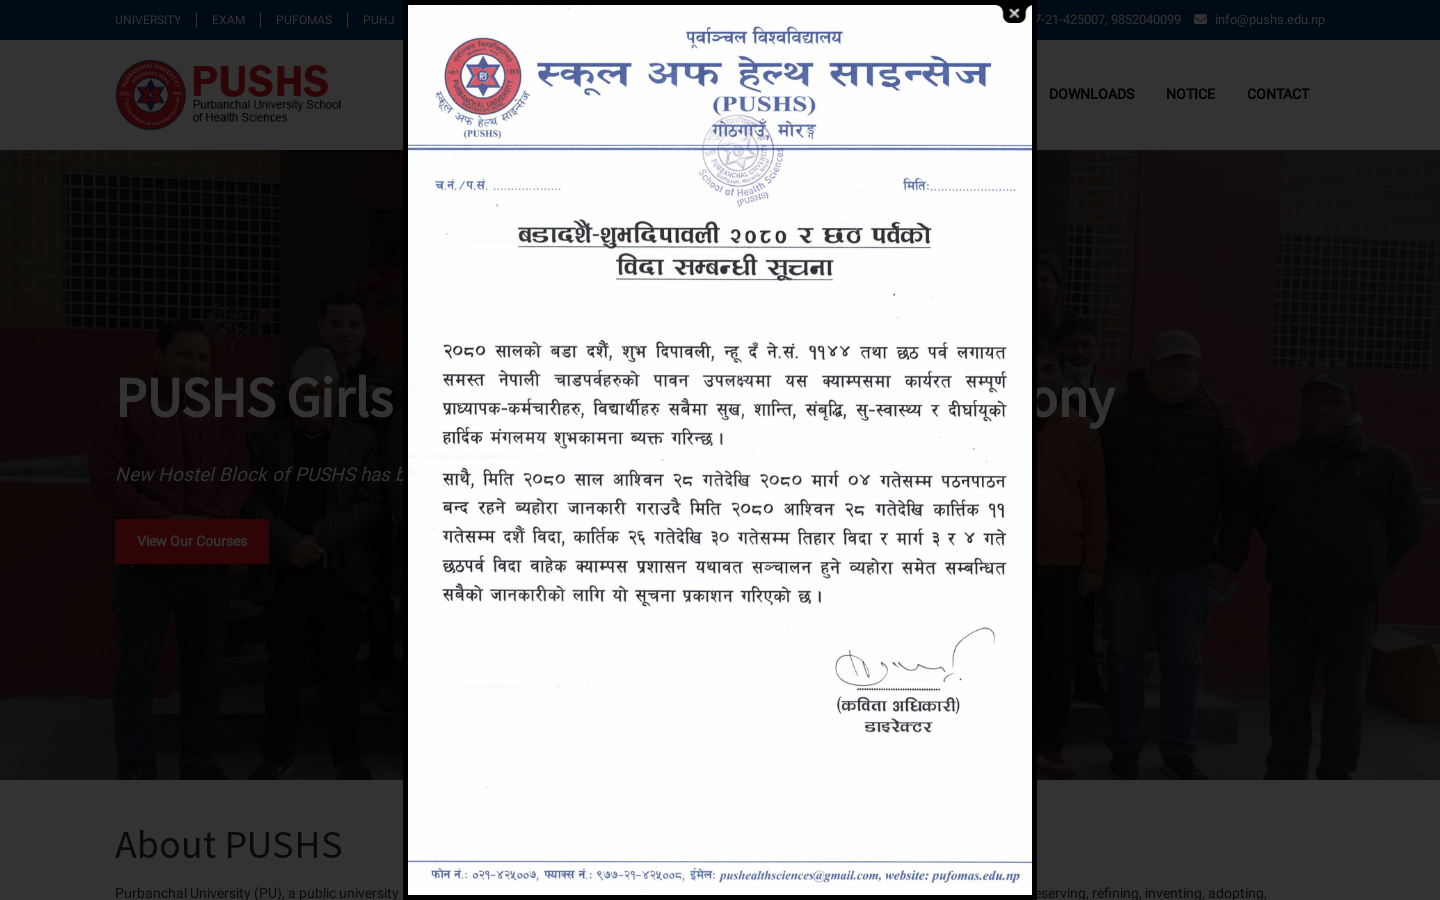 UNIVERSITY
EXAM
PUFOMAS
PUHJ
7-21-425007, 9852040099
info@pushs.edu.np
PUSHS
Purbanchal University School
of Health Sciences
DOWNLOADS
NOTICE
CONTACT
पूर्वाञ्चल विश्वविद्यालय
स्कूल अफ हेल्थ साइन्सेज
(PUSHS)
गोठगाउँ, मोरङ्ग
स्कूल अफ हेल्थ साइन्सेज
(PUSHS)
School of Health Sciences
(PUSHS)
च.नं./प.सं. ...................
मिति:........................
बडादशैं-शुभदिपावली २०८० र छठ पर्वको
विदा सम्बन्धी सूचना
२०८० सालको बडा दशैं, शुभ दिपावली, न्हू दँ ने.सं. ११४४ तथा छठ पर्व लगायत
समस्त नेपाली चाडपर्वहरुको पावन उपलक्ष्यमा यस क्याम्पसमा कार्यरत सम्पूर्ण
प्राध्यापक-कर्मचारीहरु, विद्यार्थीहरु सबैमा सुख, शान्ति, संबृद्धि, सु-स्वास्थ्य र दीर्घायूको
हार्दिक मंगलमय शुभकामना ब्यक्त गरिन्छ ।
साथै, मिति २०८० साल आश्विन २८ गतेदेखि २०८० मार्ग ०४ गतेसम्म पठनपाठन
बन्द रहने ब्यहोरा जानकारी गराउदै मिति २०८० आश्विन २८ गतेदेखि कार्त्तिक ११
गतेसम्म दशैं विदा, कार्तिक २६ गतेदेखि ३० गतेसम्म तिहार विदा र मार्ग ३ र ४ गते
छठपर्व विदा वाहेक क्याम्पस प्रशासन यथावत सञ्चालन हुने व्यहोरा समेत सम्बन्धित
सबैको जानकारीको लागि यो सूचना प्रकाशन गरिएको छ ।
(कविता अधिकारी)
डाइरेक्टर
फोन नं.: ०२१-४२५००७, फ्याक्स नं.: ९७७-२१-४२५००८, ईमेल: pushealthsciences@gmail.com, website: pufomas.edu.np
PUSHS Girls
ony
New Hostel Block of PUSHS has b
View Our Courses
About PUSHS
Purbanchal University (PU), a public university
eserving, refining, inventing, adopting,